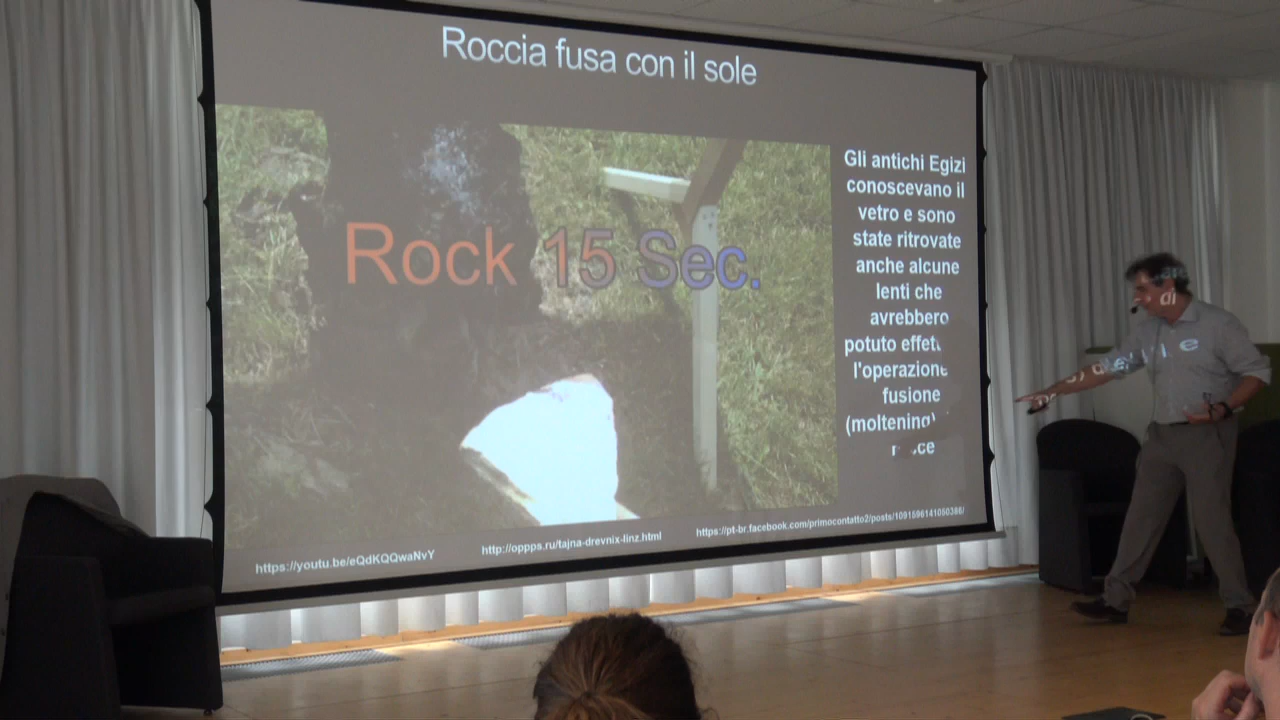 Roccia fusa con il sole
Rock 15 Sec.
Gli antichi Egizi
conoscevano il
vetro e sono
state ritrovate
anche alcune
lenti che
avrebbero
potuto
l'operazione
fusione
https://youtu.be/eQdKQQwaNvY
http://oppps.ru/tajna-drevnix-linz.html
https://pt-br.facebook.com/primocontatto2/posts/1091596141050386/